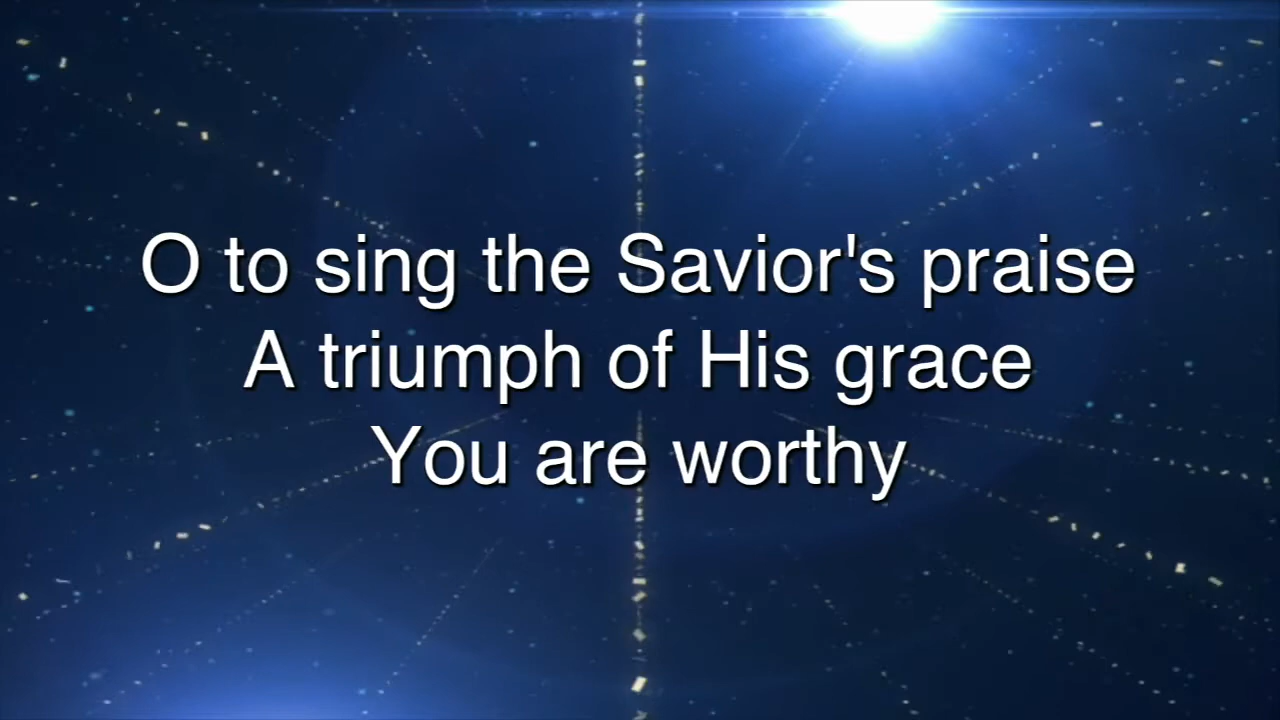 O to sing the Savior's praise
A triumph of His grace
You are worthy